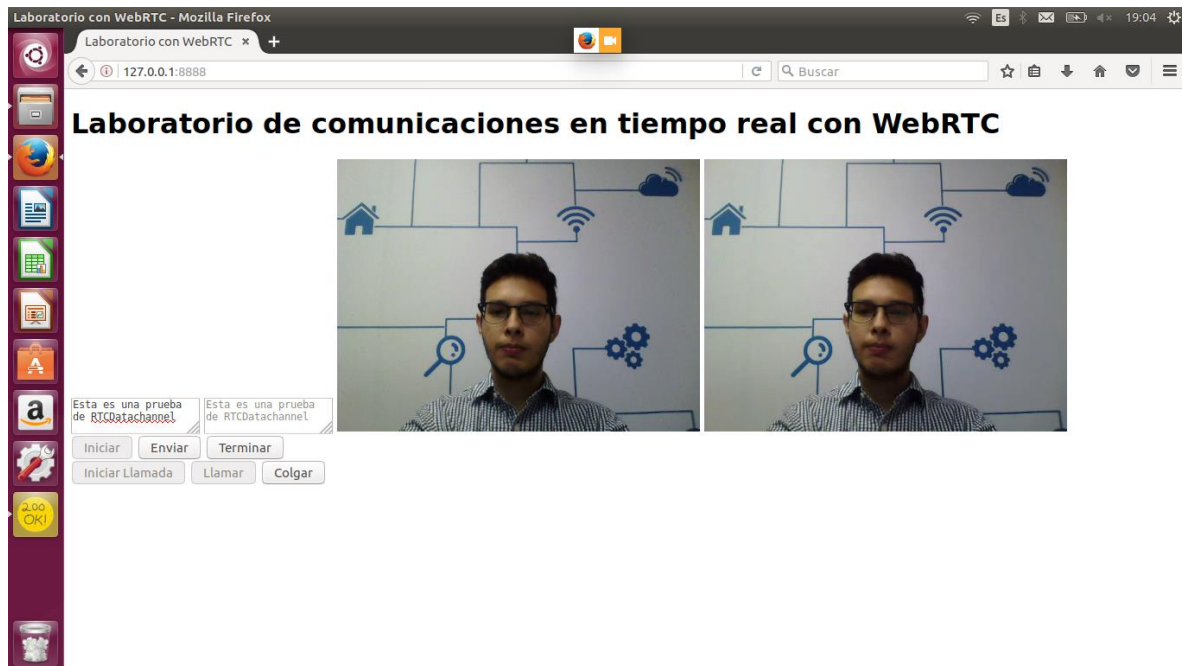 Laboratorio con WebRTC - Mozilla Firefox
Es
19:04
Laboratorio con WebRTC × +
127.0.0.1:8888
Buscar
Laboratorio de comunicaciones en tiempo real con WebRTC
Esta es una prueba
de RTCDatachannel
Esta es una prueba
de RTCDatachannel
Iniciar
Enviar
Terminar
Iniciar Llamada
Llamar
Colgar
a
200
OK!